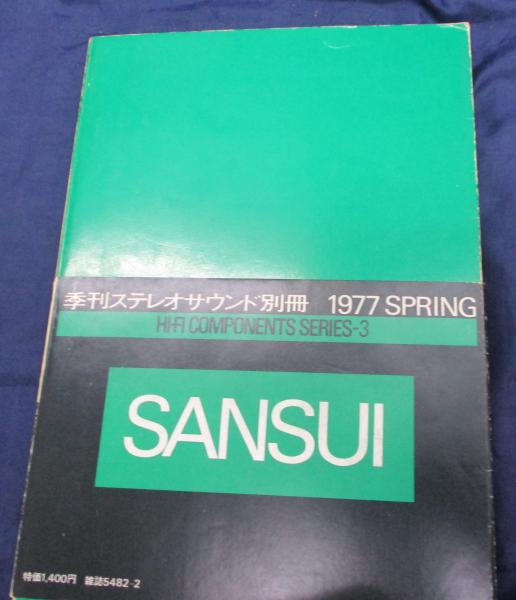 季刊ステレオサウンド別冊 1977 SPRING
HI-FI COMPONENTS SERIES-3
SANSUI
特価1,400円 雑誌5482-2